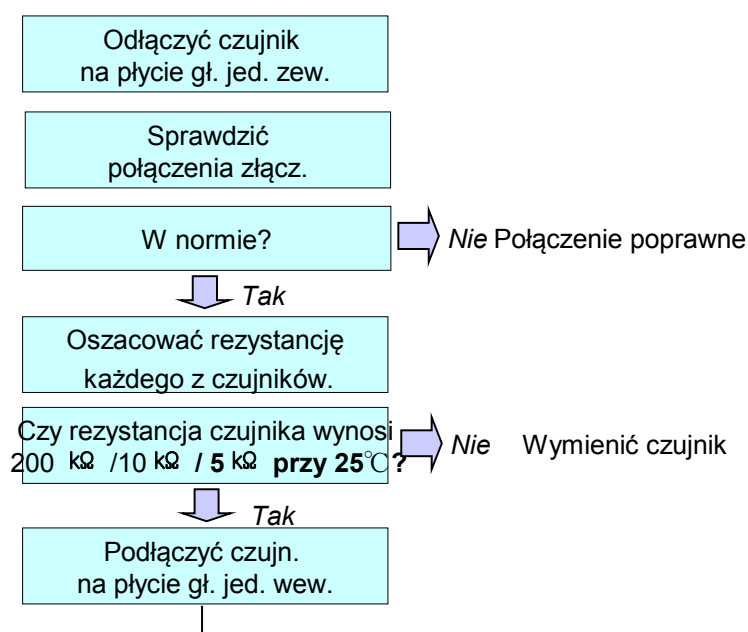 Odłączyć czujnik
na płycie gł. jed. zew.
Sprawdzić
połączenia złącz.
W normie?
Nie Połączenie poprawne
Tak
Oszacować rezystancję
każdego z czujników.
Czy rezystancja czujnika wynosi
200 kΩ /10 kΩ / 5 kΩ przy 25℃?
Nie Wymienić czujnik
Tak
Podłączyć czujn.
na płycie gł. jed. wew.